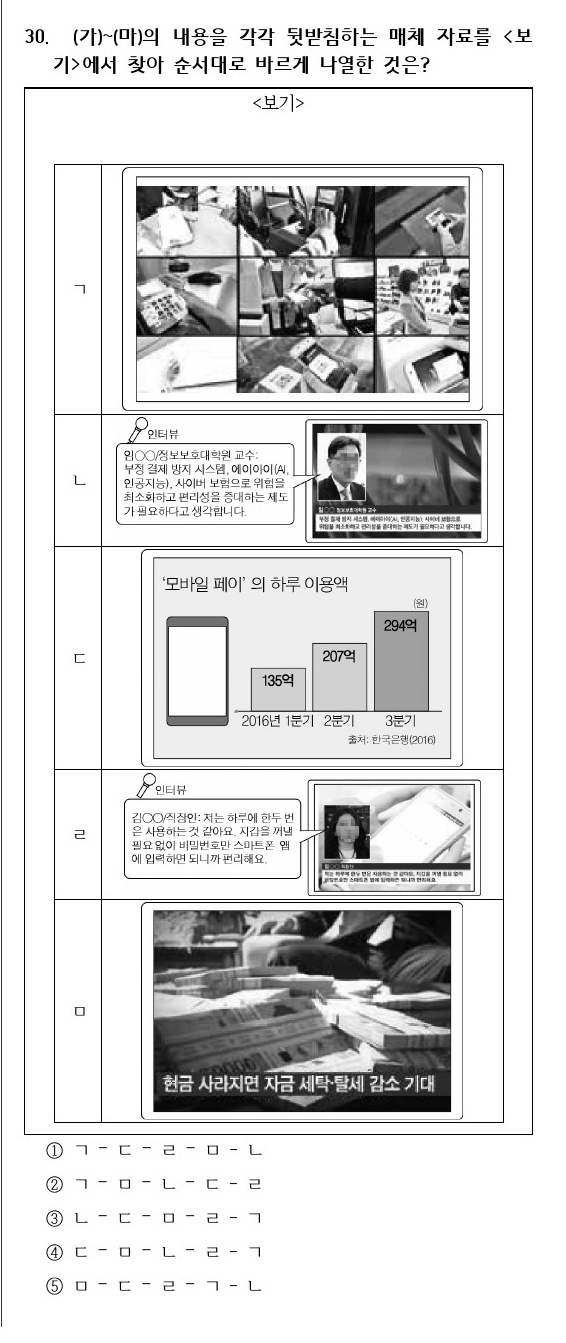 30. (가)~(마)의 내용을 각각 뒷받침하는 매체 자료를 <보
기>에서 찾아 순서대로 바르게 나열한 것은?
<보기>
ㄱ
ㄴ
인터뷰
임○○/정보보호대학원 교수:
부정 결제 방지 시스템, 에이아이(AI,
인공지능), 사이버 보험으로 위험을
최소화하고 편리성을 증대하는 제도
가 필요하다고 생각합니다.
임○○ 정보보호대학원 교수
부정 결제 방지 시스템, 에이아이(AI, 인공지능), 사이버 보험으로
위험을 최소화하고 편리성을 증대하는 제도가 필요하다고 생각합니다.
ㄷ
‘모바일 페이’ 의 하루 이용액
(원)
135억
207억
294억
2016년 1분기 2분기 3분기
출처: 한국은행(2016)
ㄹ
인터뷰
김○○/직장인: 저는 하루에 한두 번
은 사용하는 것 같아요. 지갑을 꺼낼
필요 없이 비밀번호만 스마트폰 앱
에 입력하면 되니까 편리해요.
김○○ 직장인
저는 하루에 한두 번은 사용하는 것 같아요. 지갑을 꺼낼 필요 없이
비밀번호만 스마트폰 앱에 입력하면 되니까 편리해요.
ㅁ
현금 사라지면 자금 세탁·탈세 감소 기대
① ㄱ - ㄷ - ㄹ - ㅁ - ㄴ
② ㄱ - ㅁ - ㄴ - ㄷ - ㄹ
③ ㄴ - ㄷ - ㅁ - ㄹ - ㄱ
④ ㄷ - ㅁ - ㄴ - ㄹ - ㄱ
⑤ ㅁ - ㄷ - ㄹ - ㄱ - ㄴ